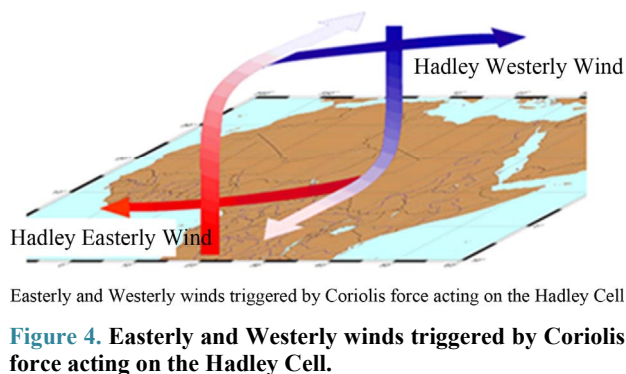 Hadley Westerly Wind
Hadley Easterly Wind
Easterly and Westerly winds triggered by Coriolis force acting on the Hadley Cell
Figure 4. Easterly and Westerly winds triggered by Coriolis
force acting on the Hadley Cell.